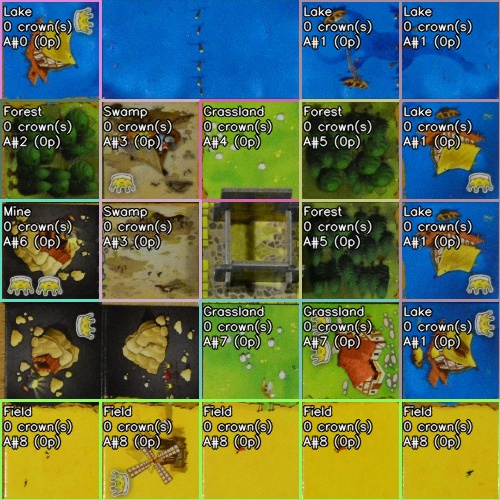 Lake
0 crown(s)
A#0 (0p)
Lake
0 crown(s)
A#1 (0p)
Lake
0 crown(s)
A#1 (0p)
Forest
0 crown(s)
A#2 (0p)
Swamp
0 crown(s)
A#3 (0p)
Grassland
0 crown(s)
A#4 (0p)
Forest
0 crown(s)
A#5 (0p)
Lake
0 crown(s)
A#1 (0p)
Mine
0 crown(s)
A#6 (0p)
Swamp
0 crown(s)
A#3 (0p)
Forest
0 crown(s)
A#5 (0p)
Lake
0 crown(s)
A#1 (0p)
Grassland
0 crown(s)
A#7 (0p)
Grassland
0 crown(s)
A#7 (0p)
Lake
0 crown(s)
A#1 (0p)
Field
0 crown(s)
A#8 (0p)
Field
0 crown(s)
A#8 (0p)
Field
0 crown(s)
A#8 (0p)
Field
0 crown(s)
A#8 (0p)
Field
0 crown(s)
A#8 (0p)